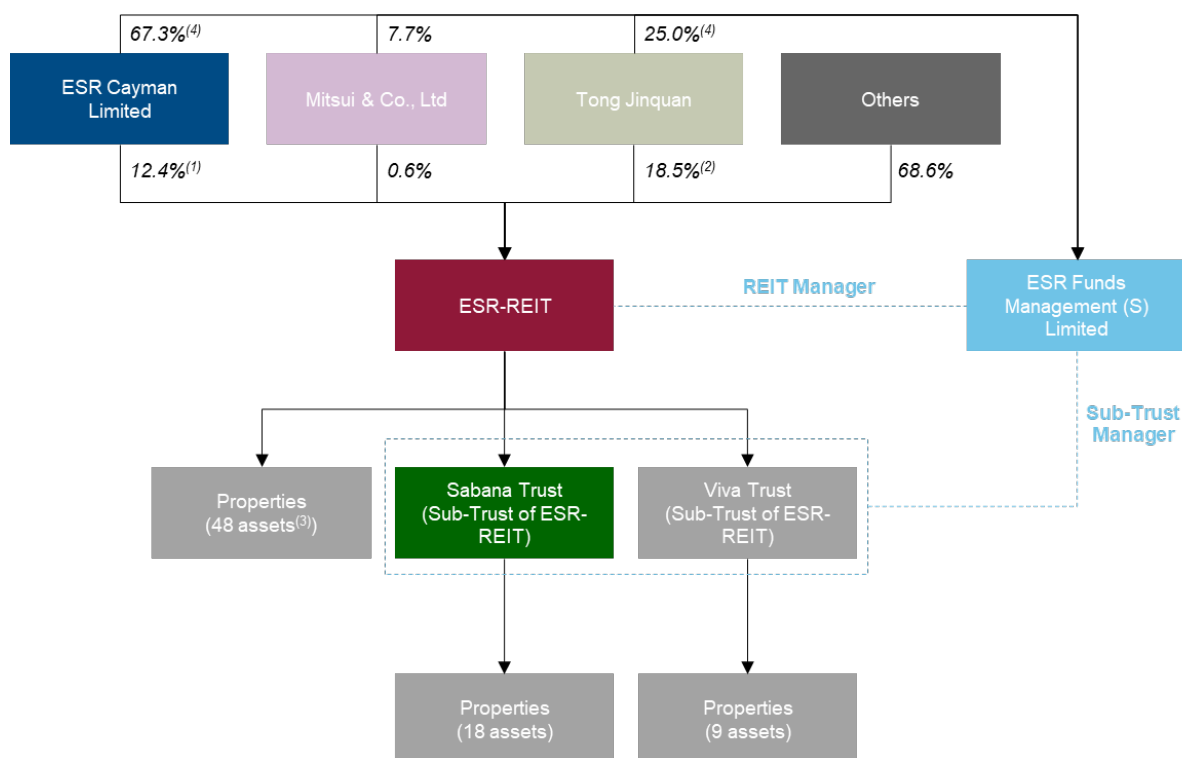 67.3%(4)
7.7%
25.0%(4)
ESR Cayman
Limited
Mitsui & Co., Ltd
Tong Jinquan
Others
12.4%(1)
0.6%
18.5%(2)
68.6%
ESR-REIT
REIT Manager
ESR Funds
Management (S)
Limited
Sub-Trust
Manager
Properties
(48 assets(3))
Sabana Trust
(Sub-Trust of ESR-
REIT)
Viva Trust
(Sub-Trust of ESR-
REIT)
Properties
(18 assets)
Properties
(9 assets)